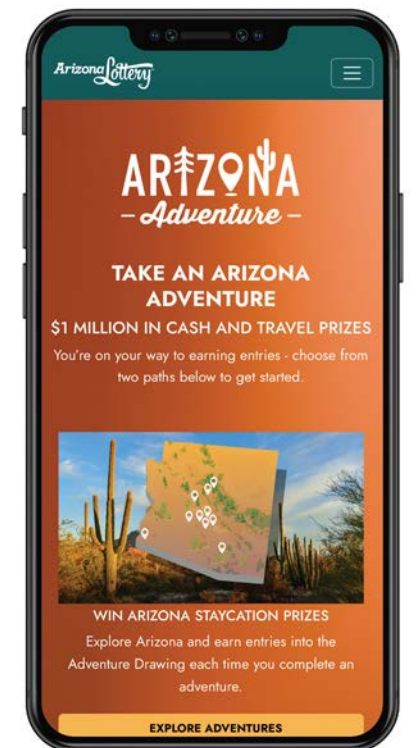 Arizona Lottery
ARIZONA
- Adventure -
TAKE AN ARIZONA
ADVENTURE
$1 MILLION IN CASH AND TRAVEL PRIZES
You're on your way to earning entries - choose from
two paths below to get started.
WIN ARIZONA STAYCATION PRIZES
Explore Arizona and earn entries into the
Adventure Drawing each time you complete an
adventure.
EXPLORE ADVENTURES